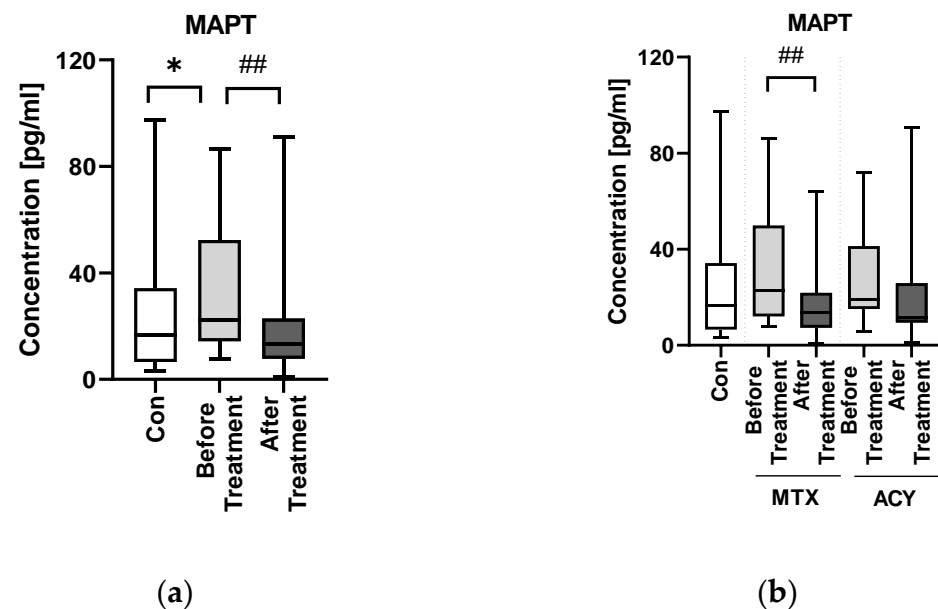 MAPT
120
80
40
0
Concentration [pg/ml]
*
##
Con
Before
Treatment
After
Treatment
(a)
MAPT
120
80
40
0
Concentration [pg/ml]
##
Con
Before
Treatment
After
Treatment
Before
Treatment
After
Treatment
MTX
ACY
(b)